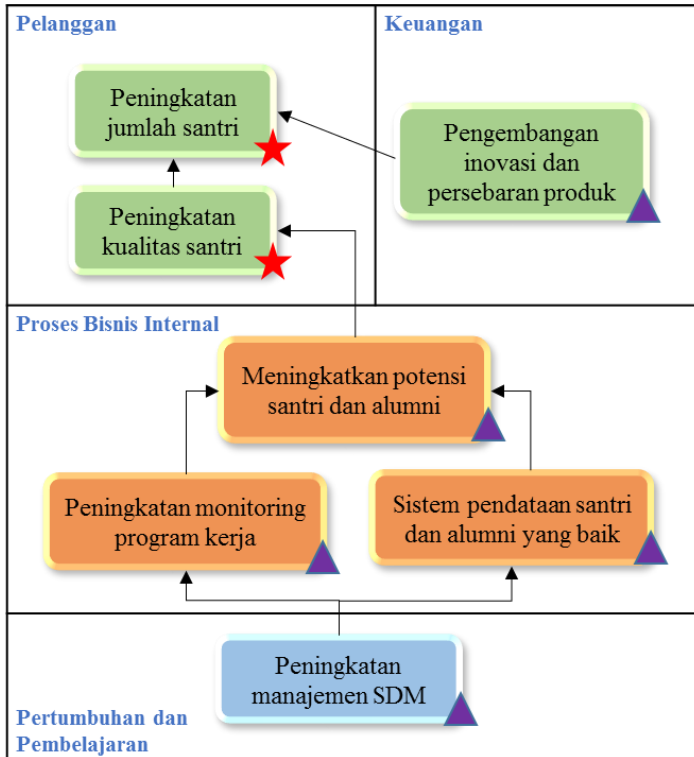 Pelanggan
Keuangan
Peningkatan
jumlah santri
Pengembangan
inovasi dan
persebaran produk
Peningkatan
kualitas santri
Proses Bisnis Internal
Meningkatkan potensi
santri dan alumni
Peningkatan monitoring
program kerja
Sistem pendataan santri
dan alumni yang baik
Peningkatan
manajemen SDM
Pertumbuhan dan
Pembelajaran